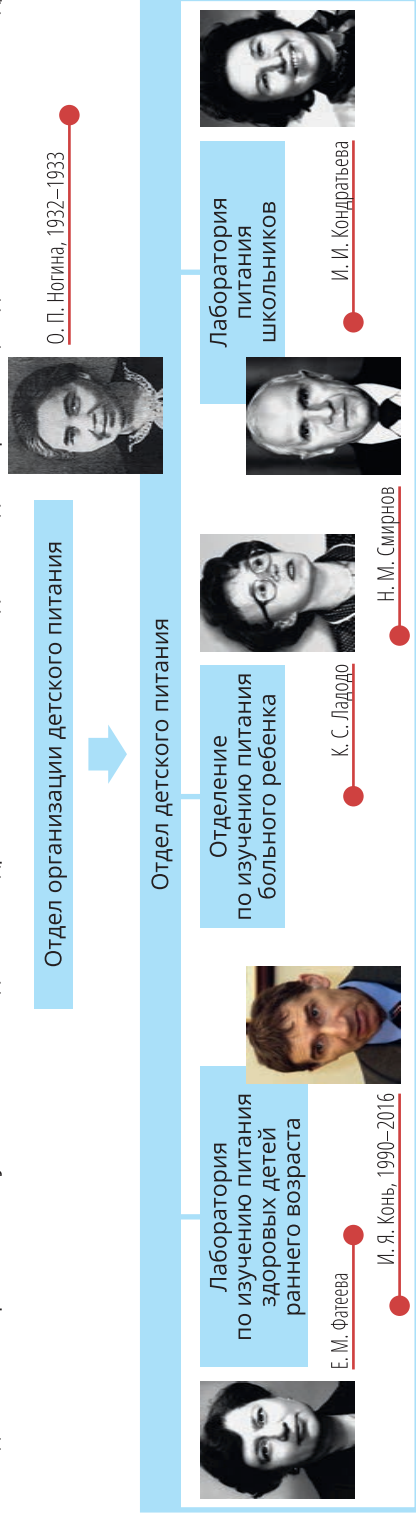 Отдел организации детского питания
О. П. Ногина, 1932–1933
Отдел детского питания
Лаборатория
по изучению питания
здоровых детей
раннего возраста
Е. М. Фатеева
И. Я. Конь, 1990–2016
Отделение
по изучению питания
больного ребенка
К. С. Ладодо
Н. М. Смирнов
Лаборатория
питания
школьников
И. И. Кондратьева